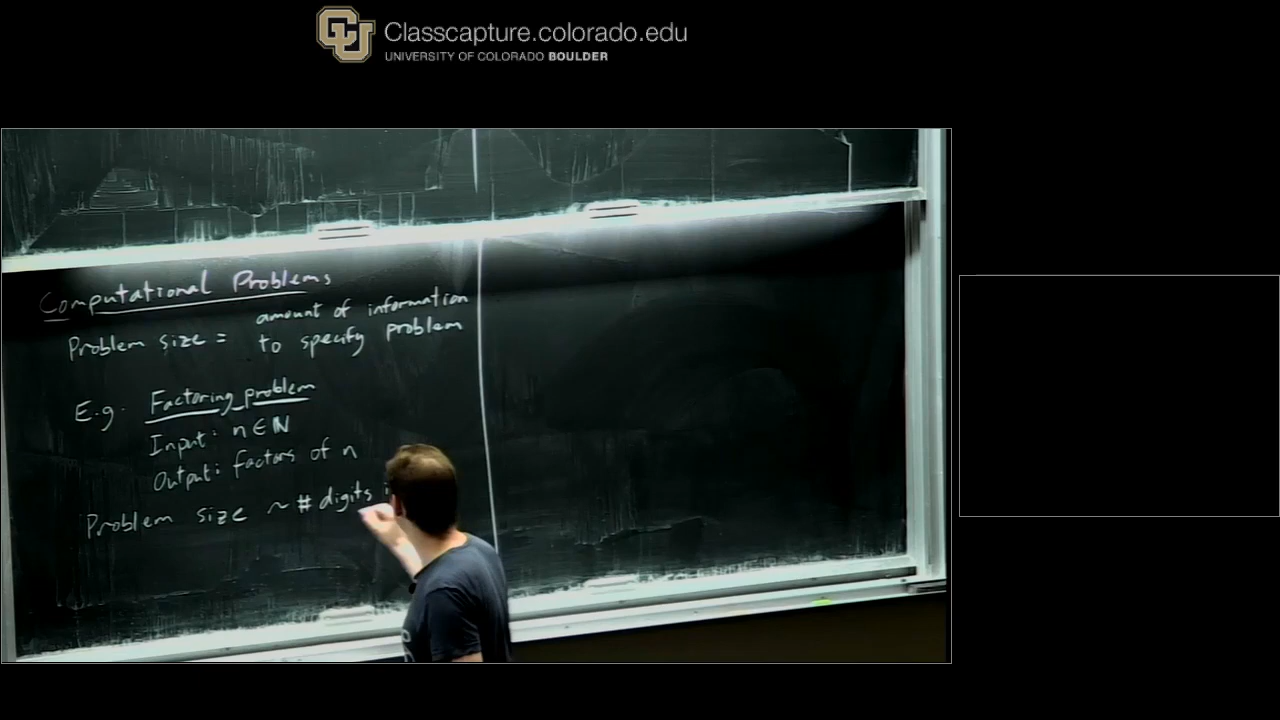 Classcapture.colorado.edu
UNIVERSITY OF COLORADO BOULDER
Computational Problems
Problem size = amount of information
to specify problem
E.g. Factoring problem
Input: n ∈ ℕ
Output: factors of n
Problem size ~ # digits